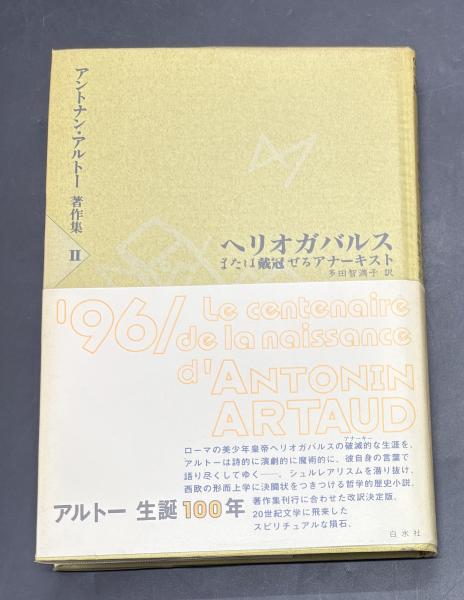 アントナン・アルトー 著作集 II
ヘリオガバルス
または戴冠せるアナーキスト
多田智満子 訳
'96/ Le centenaire
de la naissance
d'ANTONIN
ARTAUD
アナーキー
ローマの美少年皇帝ヘリオガバルスの破滅的な生涯を、
アルトーは詩的に演劇的に魔術的に、彼自身の言葉で
語り尽くしてゆく――。シュルレアリスムを潜り抜け、
西欧の形而上学に決闘状をつきつける哲学的歴史小説。
著作集刊行に合わせた改訳決定版。
20世紀文学に飛来した
スピリチュアルな隕石。
アルトー 生誕100年
白水社